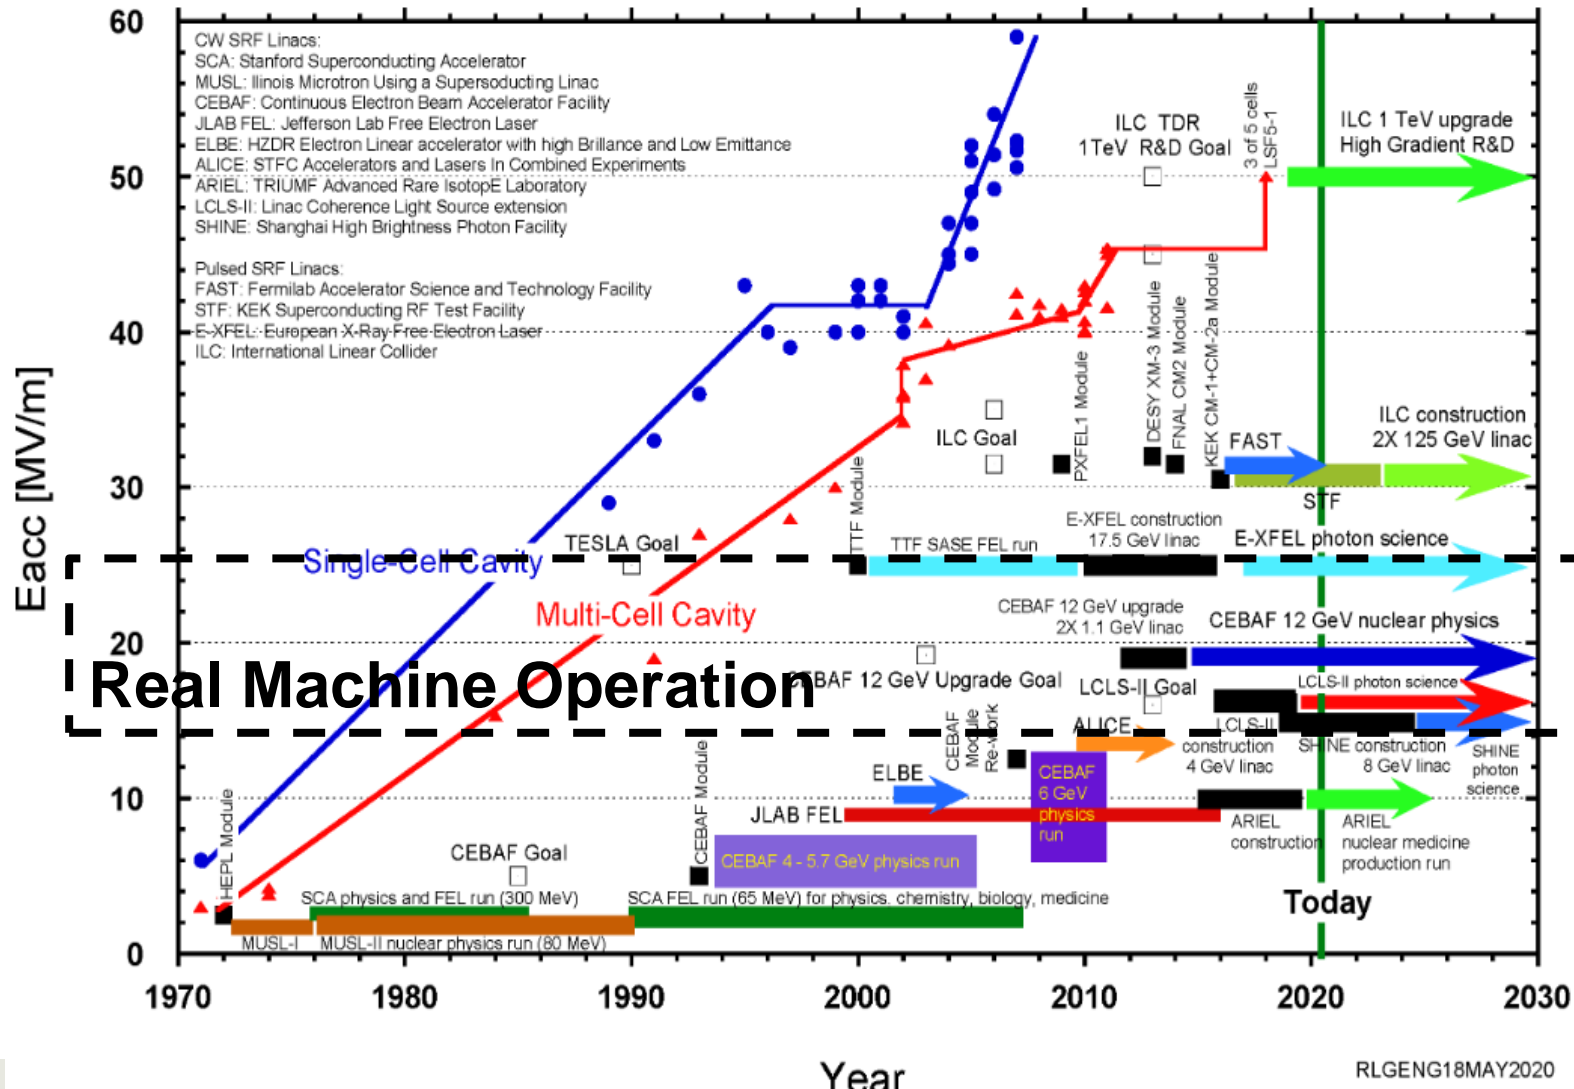 60
50
40
30
20
10
0
Eacc [MV/m]
CW SRF Linacs:
SCA: Stanford Superconducting Accelerator
MUSL: Ilinois Microtron Using a Supersoducting Linac
CEBAF: Continuous Electron Beam Accelerator Facility
JLAB FEL: Jefferson Lab Free Electron Laser
ELBE: HZDR Electron Linear accelerator with high Brillance and Low Emittance
ALICE: STFC Accelerators and Lasers In Combined Experiments
ARIEL: TRIUMF Advanced Rare IsotopE Laboratory
LCLS-II: Linac Coherence Light Source extension
SHINE: Shanghai High Brightness Photon Facility
Pulsed SRF Linacs:
FAST: Fermilab Accelerator Science and Technology Facility
STF: KEK Superconducting RF Test Facility
E-XFEL: European X-Ray Free Electron Laser
ILC: International Linear Collider
ILC TDR
1TeV R&D Goal
3 of 5 cells
LSF5-1
ILC 1 TeV upgrade
High Gradient R&D
ILC Goal
PXFEL1 Module
DESY XM-3 Module
FNAL CM2 Module
KEK CM-1+CM-2a Module
FAST
ILC construction
2X 125 GeV linac
STF
Single-Cell Cavity
TESLA Goal
TTF Module
TTF SASE FEL run
E-XFEL construction
17.5 GeV linac
E-XFEL photon science
Multi-Cell Cavity
CEBAF 12 GeV upgrade
2X 1.1 GeV linac
CEBAF 12 GeV nuclear physics
Real Machine Operation
CEBAF 12 GeV Upgrade Goal
LCLS-II Goal
LCLS-II photon science
CEBAF
Module
Re-work
ALICE
LCLS-II
construction
4 GeV linac
SHINE construction
8 GeV linac
SHINE
photon
science
HEPL Module
CEBAF Module
ELBE
JLAB FEL
CEBAF
6 GeV
physics
run
ARIEL
construction
ARIEL
nuclear medicine
production run
CEBAF Goal
CEBAF 4 - 5.7 GeV physics run
SCA physics and FEL run (300 MeV)
SCA FEL run (65 MeV) for physics. chemistry, biology, medicine
MUSL-I
MUSL-II nuclear physics run (80 MeV)
Today
1970
1980
1990
2000
2010
2020
2030
Year
RLGENG18MAY2020